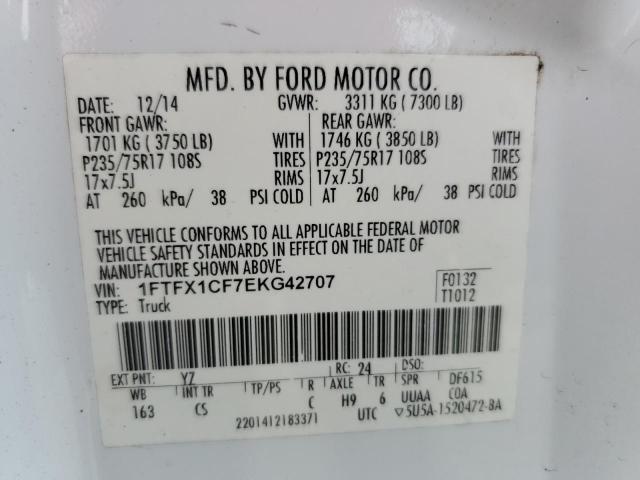 MFD. BY FORD MOTOR CO.
DATE: 12/14 GVWR: 3311 KG ( 7300 LB)
FRONT GAWR: REAR GAWR:
1701 KG ( 3750 LB) WITH 1746 KG ( 3850 LB) WITH
P235/75R17 108S TIRES P235/75R17 108S TIRES
17x7.5J RIMS 17x7.5J RIMS
AT 260 kPa/ 38 PSI COLD AT 260 kPa/ 38 PSI COLD
THIS VEHICLE CONFORMS TO ALL APPLICABLE FEDERAL MOTOR
VEHICLE SAFETY STANDARDS IN EFFECT ON THE DATE OF
MANUFACTURE SHOWN ABOVE.
VIN: 1FTFX1CF7EKG42707 F0132
TYPE: Truck T1012
EXT PNT: Y7 RC: 24 DSO:
WB INT TR TP/PS R AXLE TR SPR DF615
163 CS C H9 6 UUAA COA
2201412183371 UTC ▽5U5A-1520472-BA